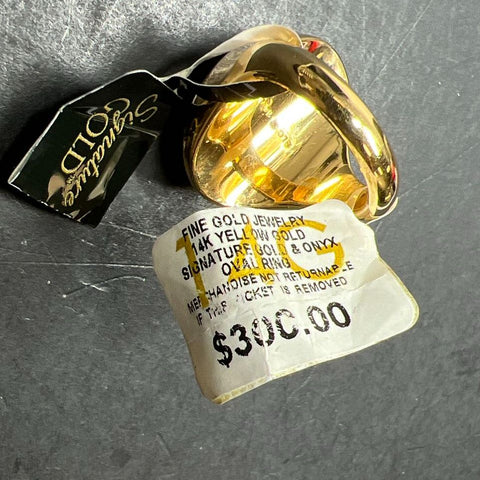 Signature
GOLD
14G
FINE GOLD JEWELRY
14K YELLOW GOLD
SIGNATURE GOLD & ONYX
OVAL RING
MERCHANDISE NOT RETURNABLE
IF THIS TICKET IS REMOVED
$300.00